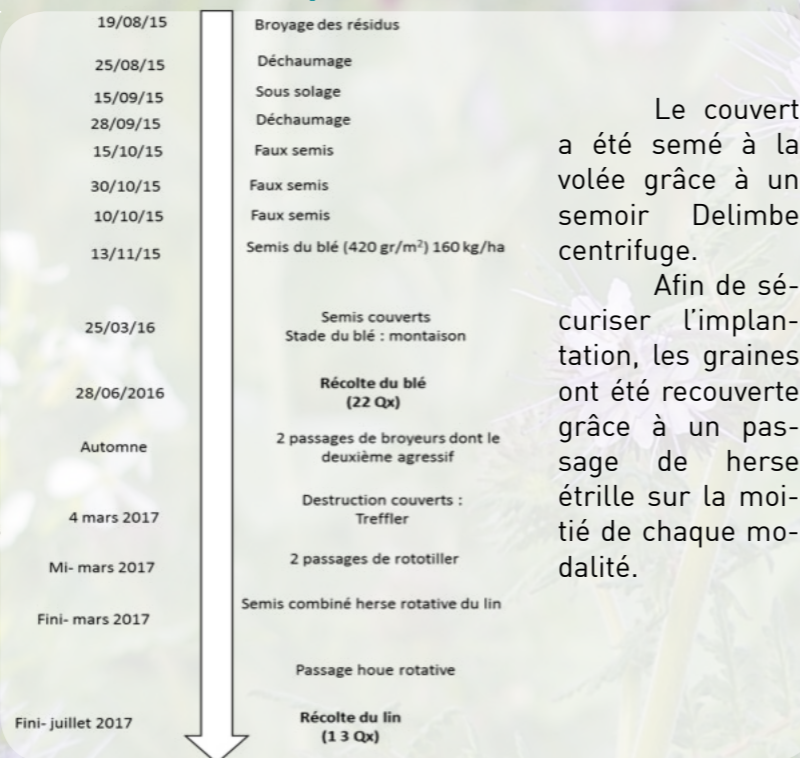 19/08/15 Broyage des résidus
25/08/15 Déchaumage
15/09/15 Sous solage
28/09/15 Déchaumage
15/10/15 Faux semis
30/10/15 Faux semis
10/10/15 Faux semis
13/11/15 Semis du blé (420 gr/m²) 160 kg/ha
25/03/16 Semis couverts
Stade du blé : montaison
28/06/2016 Récolte du blé
(22 Qx)
Automne 2 passages de broyeurs dont le
deuxième agressif
4 mars 2017 Destruction couverts :
Treffler
Mi- mars 2017 2 passages de rototiller
Fini- mars 2017 Semis combiné herse rotative du lin
Passage houe rotative
Fini- juillet 2017 Récolte du lin
(1 3 Qx)
Le couvert
a été semé à la
volée grâce à un
semoir Delimbe
centrifuge.
Afin de sé-
curiser l'implan-
tation, les graines
ont été recouverte
grâce à un pas-
sage de herse
étrille sur la moi-
tié de chaque mo-
dalité.